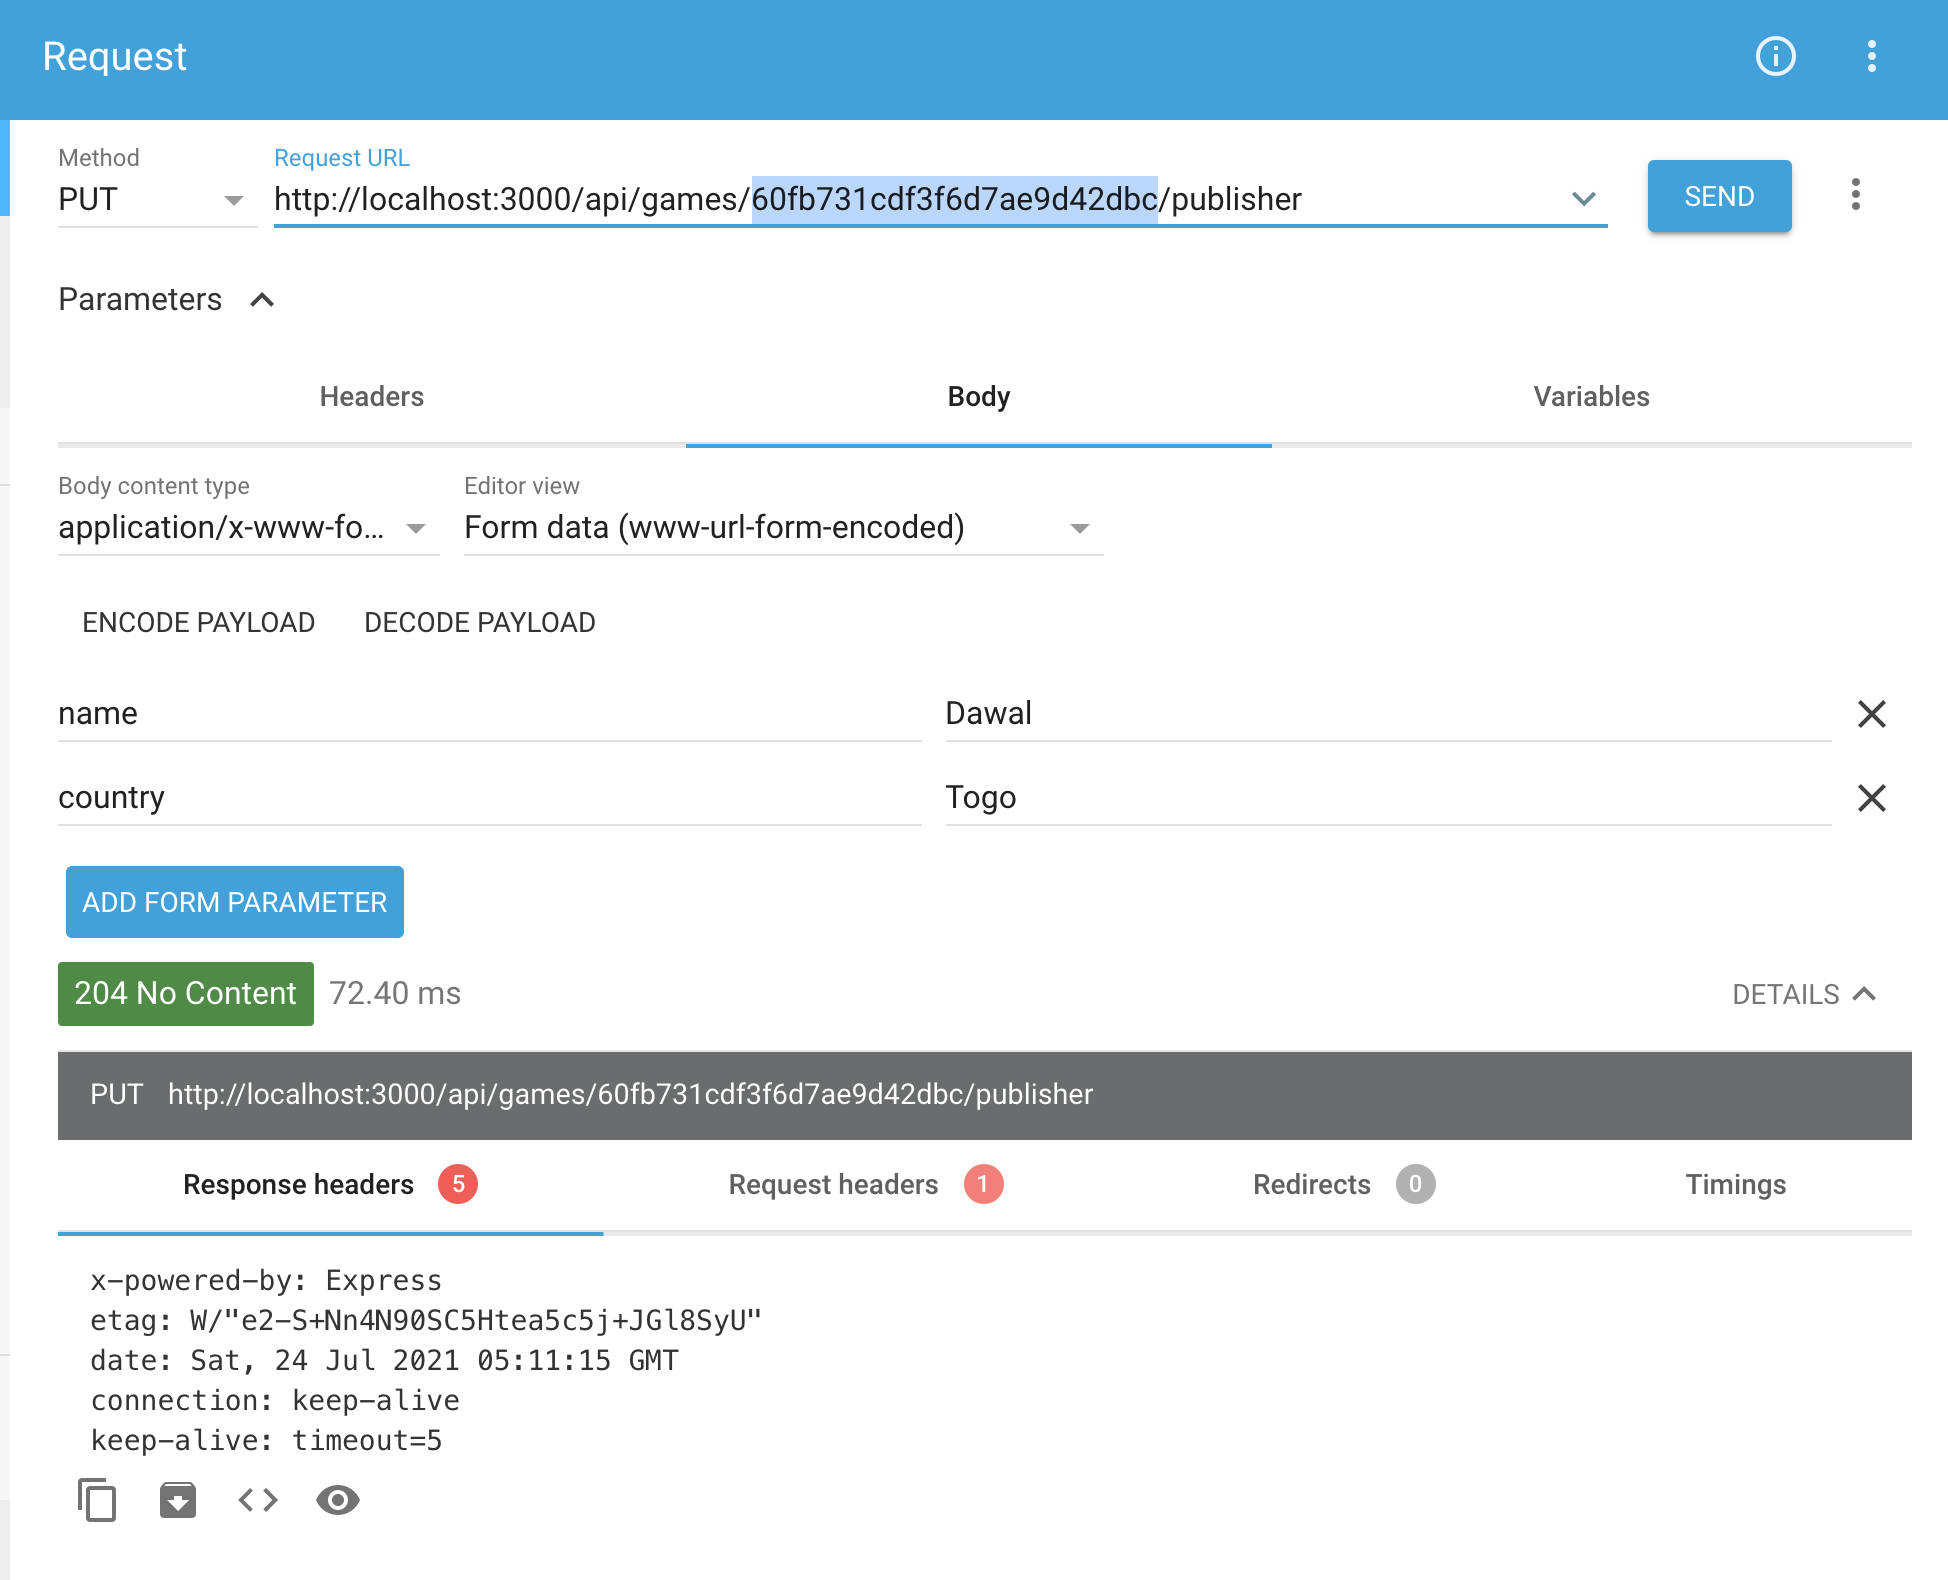 Request
Method
Request URL
PUT
http://localhost:3000/api/games/60fb731cdf3f6d7ae9d42dbc/publisher
SEND
Parameters
Headers
Body
Variables
Body content type
Editor view
application/x-www-fo...
Form data (www-url-form-encoded)
ENCODE PAYLOAD
DECODE PAYLOAD
name
Dawal
country
Togo
ADD FORM PARAMETER
204 No Content
72.40 ms
DETAILS
PUT http://localhost:3000/api/games/60fb731cdf3f6d7ae9d42dbc/publisher
Response headers 5
Request headers 1
Redirects 0
Timings
x-powered-by: Express
etag: W/"e2-S+Nn4N90SC5Htea5c5j+JGl8SyU"
date: Sat, 24 Jul 2021 05:11:15 GMT
connection: keep-alive
keep-alive: timeout=5